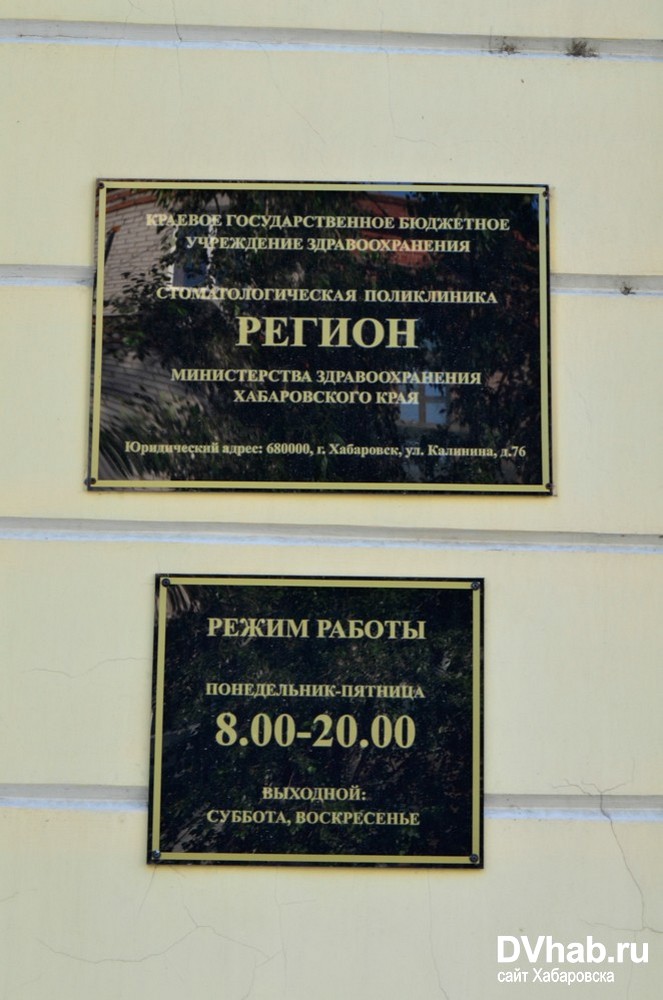 КРАЕВОЕ ГОСУДАРСТВЕННОЕ БЮДЖЕТНОЕ
УЧРЕЖДЕНИЕ ЗДРАВООХРАНЕНИЯ
СТОМАТОЛОГИЧЕСКАЯ ПОЛИКЛИНИКА
РЕГИОН
МИНИСТЕРСТВА ЗДРАВООХРАНЕНИЯ
ХАБАРОВСКОГО КРАЯ
Юридический адрес: 680000, г. Хабаровск, ул. Калинина, д.76
РЕЖИМ РАБОТЫ
ПОНЕДЕЛЬНИК-ПЯТНИЦА
8.00-20.00
ВЫХОДНОЙ:
СУББОТА, ВОСКРЕСЕНЬЕ
DVhab.ru
сайт Хабаровска